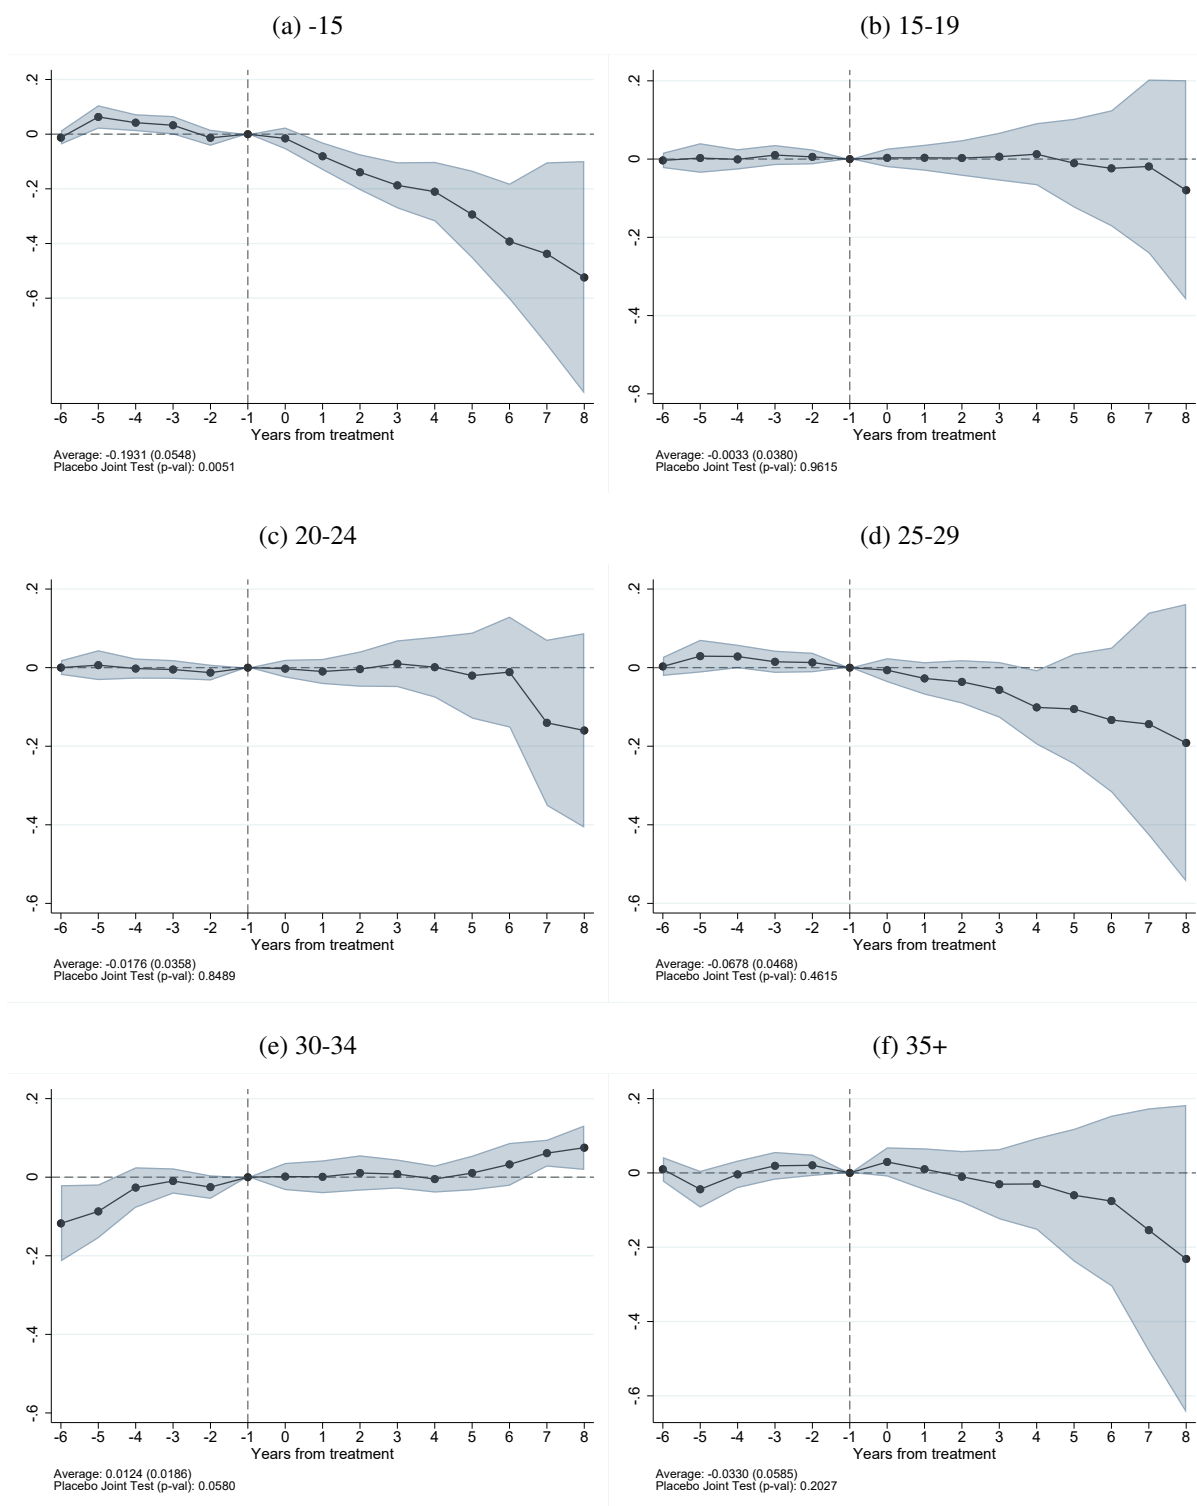 (a) -15
.2
0
-.2
-.4
-.6
-6 -5 -4 -3 -2 -1 0 1 2 3 4 5 6 7 8
Years from treatment
Average: -0.1931 (0.0548)
Placebo Joint Test (p-val): 0.0051
(b) 15-19
.2
0
-.2
-.4
-.6
-6 -5 -4 -3 -2 -1 0 1 2 3 4 5 6 7 8
Years from treatment
Average: -0.0033 (0.0380)
Placebo Joint Test (p-val): 0.9615
(c) 20-24
.2
0
-.2
-.4
-.6
-6 -5 -4 -3 -2 -1 0 1 2 3 4 5 6 7 8
Years from treatment
Average: -0.0176 (0.0358)
Placebo Joint Test (p-val): 0.8489
(d) 25-29
.2
0
-.2
-.4
-.6
-6 -5 -4 -3 -2 -1 0 1 2 3 4 5 6 7 8
Years from treatment
Average: -0.0678 (0.0468)
Placebo Joint Test (p-val): 0.4615
(e) 30-34
.2
0
-.2
-.4
-.6
-6 -5 -4 -3 -2 -1 0 1 2 3 4 5 6 7 8
Years from treatment
Average: 0.0124 (0.0186)
Placebo Joint Test (p-val): 0.0580
(f) 35+
.2
0
-.2
-.4
-.6
-6 -5 -4 -3 -2 -1 0 1 2 3 4 5 6 7 8
Years from treatment
Average: -0.0330 (0.0585)
Placebo Joint Test (p-val): 0.2027